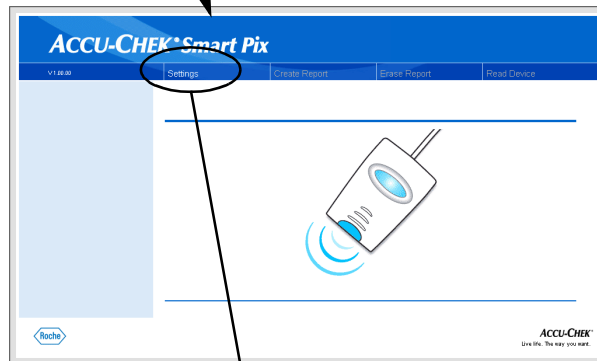 ACCU-CHEK® Smart Pix
V 1.00.00
Settings
Create Report
Erase Report
Read Device
Roche
ACCU-CHEK®
Live life. The way you want.